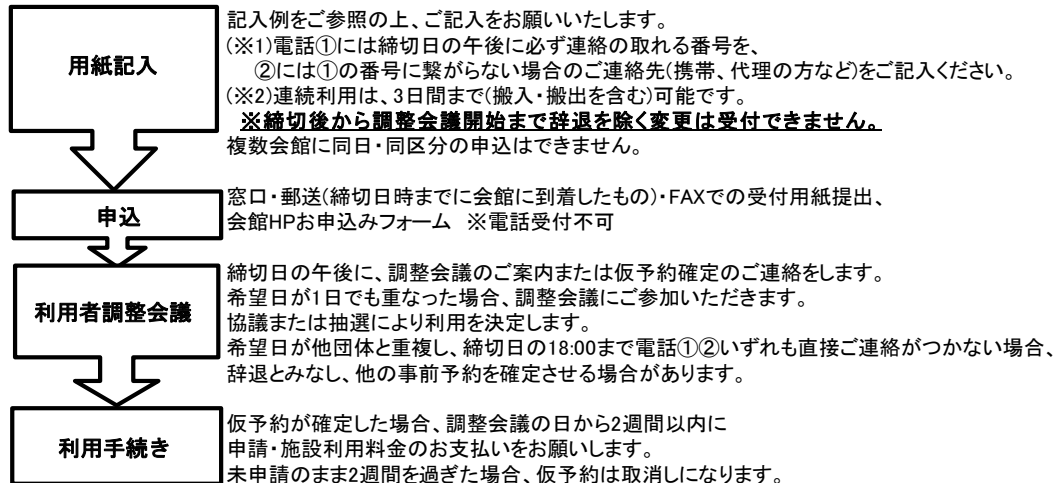 用紙記入
記入例をご参照の上、ご記入をお願いいたします。
(※1)電話①には締切日の午後に必ず連絡の取れる番号を、
②には①の番号に繋がらない場合のご連絡先(携帯、代理の方など)をご記入ください。
(※2)連続利用は、3日間まで(搬入・搬出を含む)可能です。
※締切後から調整会議開始まで辞退を除く変更は受付できません。
複数会館に同日・同区分の申込はできません。
申込
窓口・郵送(締切日時までに会館に到着したもの)・FAXでの受付用紙提出、
会館HPお申込みフォーム ※電話受付不可
利用者調整会議
締切日の午後に、調整会議のご案内または仮予約確定のご連絡をします。
希望日が1日でも重なった場合、調整会議にご参加いただきます。
協議または抽選により利用を決定します。
希望日が他団体と重複し、締切日の18:00まで電話①②いずれも直接ご連絡がつかない場合、
辞退とみなし、他の事前予約を確定させる場合があります。
利用手続き
仮予約が確定した場合、調整会議の日から2週間以内に
申請・施設利用料金のお支払いをお願いします。
未申請のまま2週間を過ぎた場合、仮予約は取消しになります。